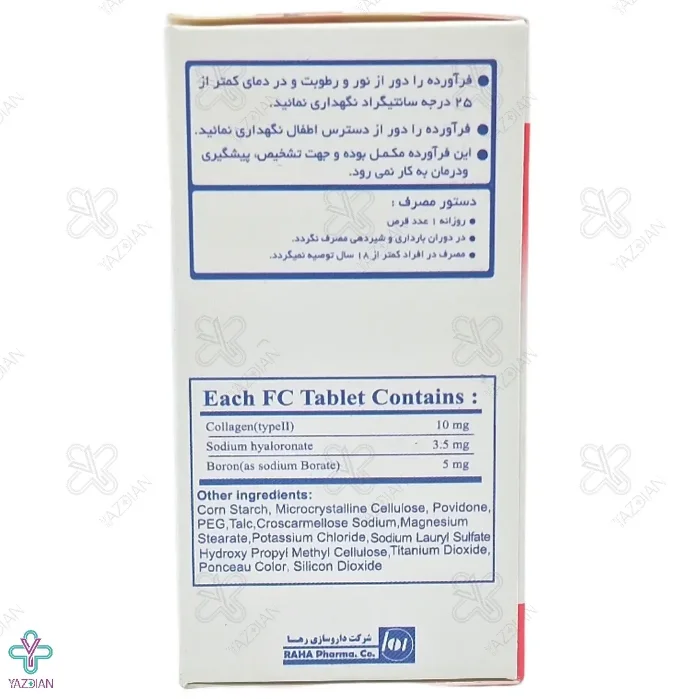 ● فرآورده را دور از نور و رطوبت و در دمای کمتر از
۲۵ درجه سانتیگراد نگهداری نمائید.
● فرآورده را دور از دسترس اطفال نگهداری نمائید.
● این فرآورده مکمل بوده و جهت تشخیص، پیشگیری
ودرمان به کار نمی رود.
دستور مصرف :
● روزانه ۱ عدد قرص
● در دوران بارداری و شیردهی مصرف نگردد.
● مصرف در افراد کمتر از ۱۸ سال توصیه نمیگردد.
Each FC Tablet Contains :
Collagen(typeII) 10 mg
Sodium hyaloronate 3.5 mg
Boron(as sodium Borate) 5 mg
Other ingredients:
Corn Starch, Microcrystalline Cellulose, Povidone,
PEG,Talc,Croscarmellose Sodium,Magnesium
Stearate,Potassium Chloride,Sodium Lauryl Sulfate
Hydroxy Propyl Methyl Cellulose,Titanium Dioxide,
Ponceau Color, Silicon Dioxide
شرکت داروسازی رها
RAHA Pharma. Co.
YAZDIAN